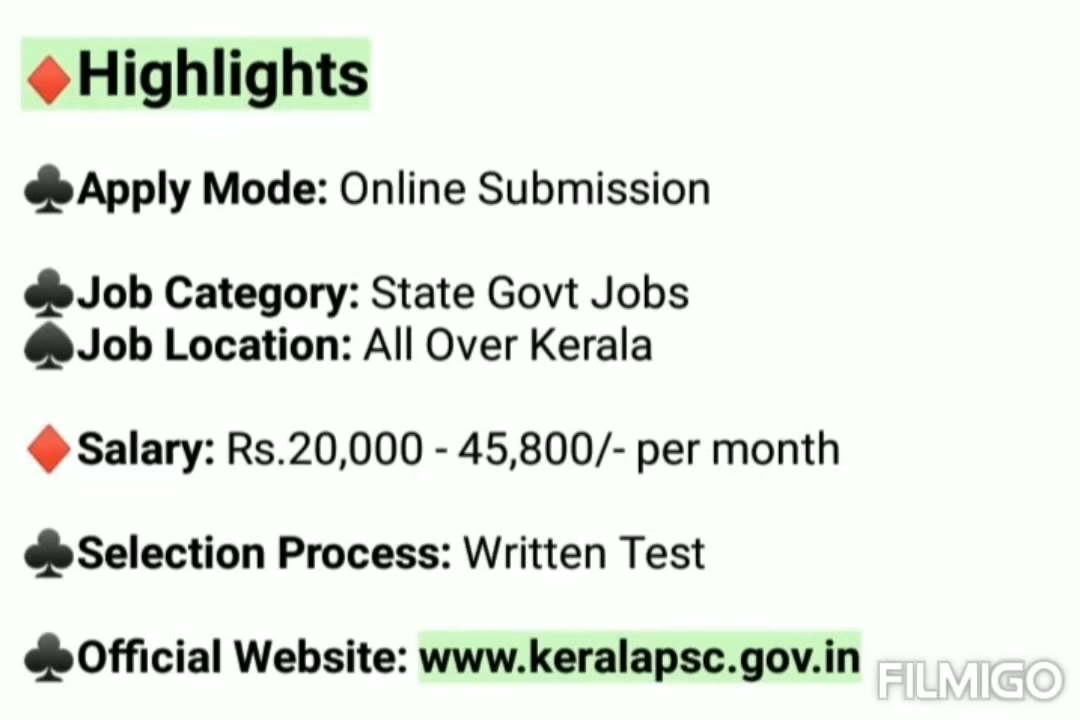 ♦Highlights
♣Apply Mode: Online Submission
♣Job Category: State Govt Jobs
♠Job Location: All Over Kerala
♦Salary: Rs.20,000 - 45,800/- per month
♣Selection Process: Written Test
♣Official Website: www.keralapsc.gov.in
FILMIGO